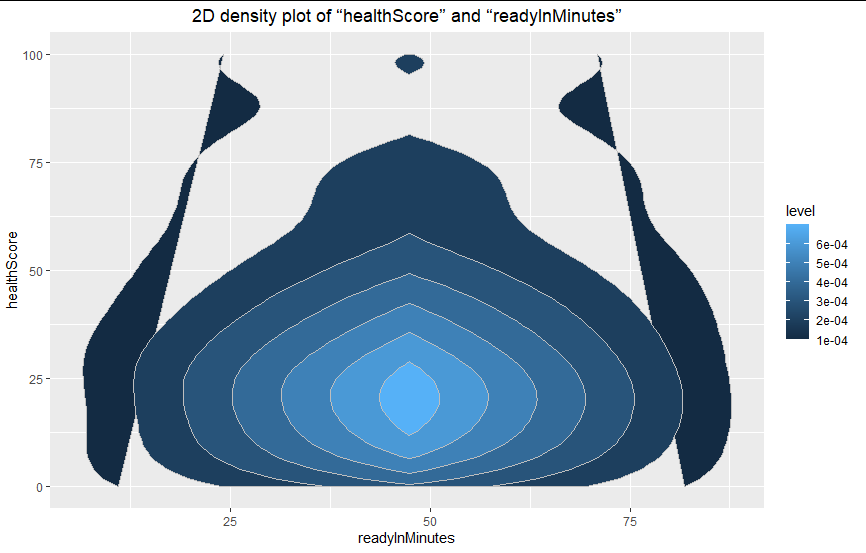 2D density plot of “healthScore” and “readyInMinutes”
100
75
50
25
0
healthScore
25 50 75
readyInMinutes
level
6e-04
5e-04
4e-04
3e-04
2e-04
1e-04